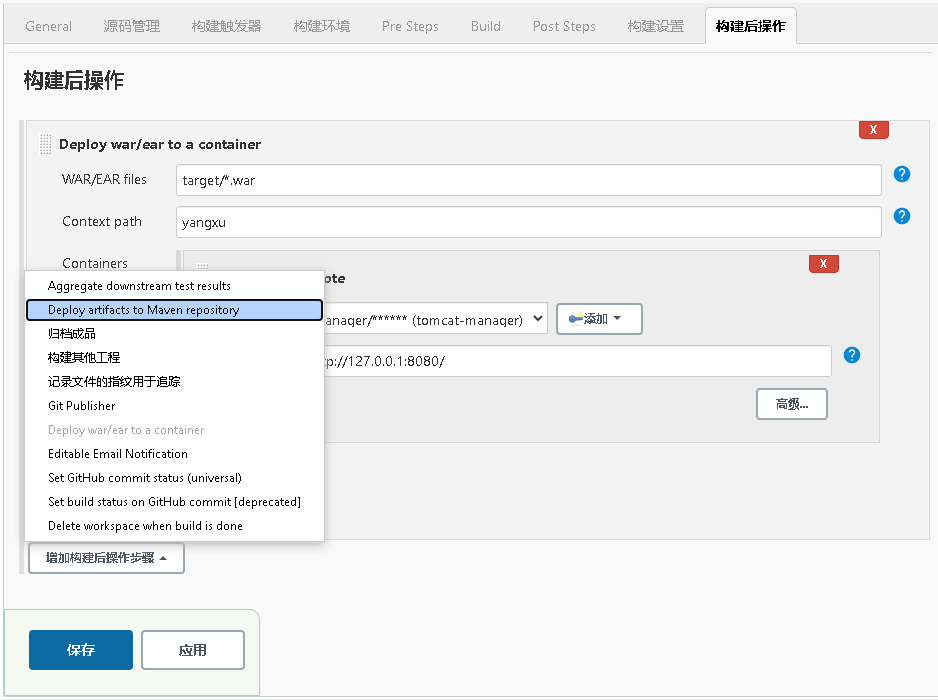 General 源码管理 构建触发器 构建环境 Pre Steps Build Post Steps 构建设置 构建后操作
构建后操作
X
Deploy war/ear to a container
WAR/EAR files target/*.war ?
Context path yangxu ?
Containers
X
ote
anager/****** (tomcat-manager) 添加
tp://127.0.0.1:8080/ ?
高级...
Aggregate downstream test results
Deploy artifacts to Maven repository
归档成品
构建其他工程
记录文件的指纹用于追踪
Git Publisher
Deploy war/ear to a container
Editable Email Notification
Set GitHub commit status (universal)
Set build status on GitHub commit [deprecated]
Delete workspace when build is done
增加构建后操作步骤
保存 应用